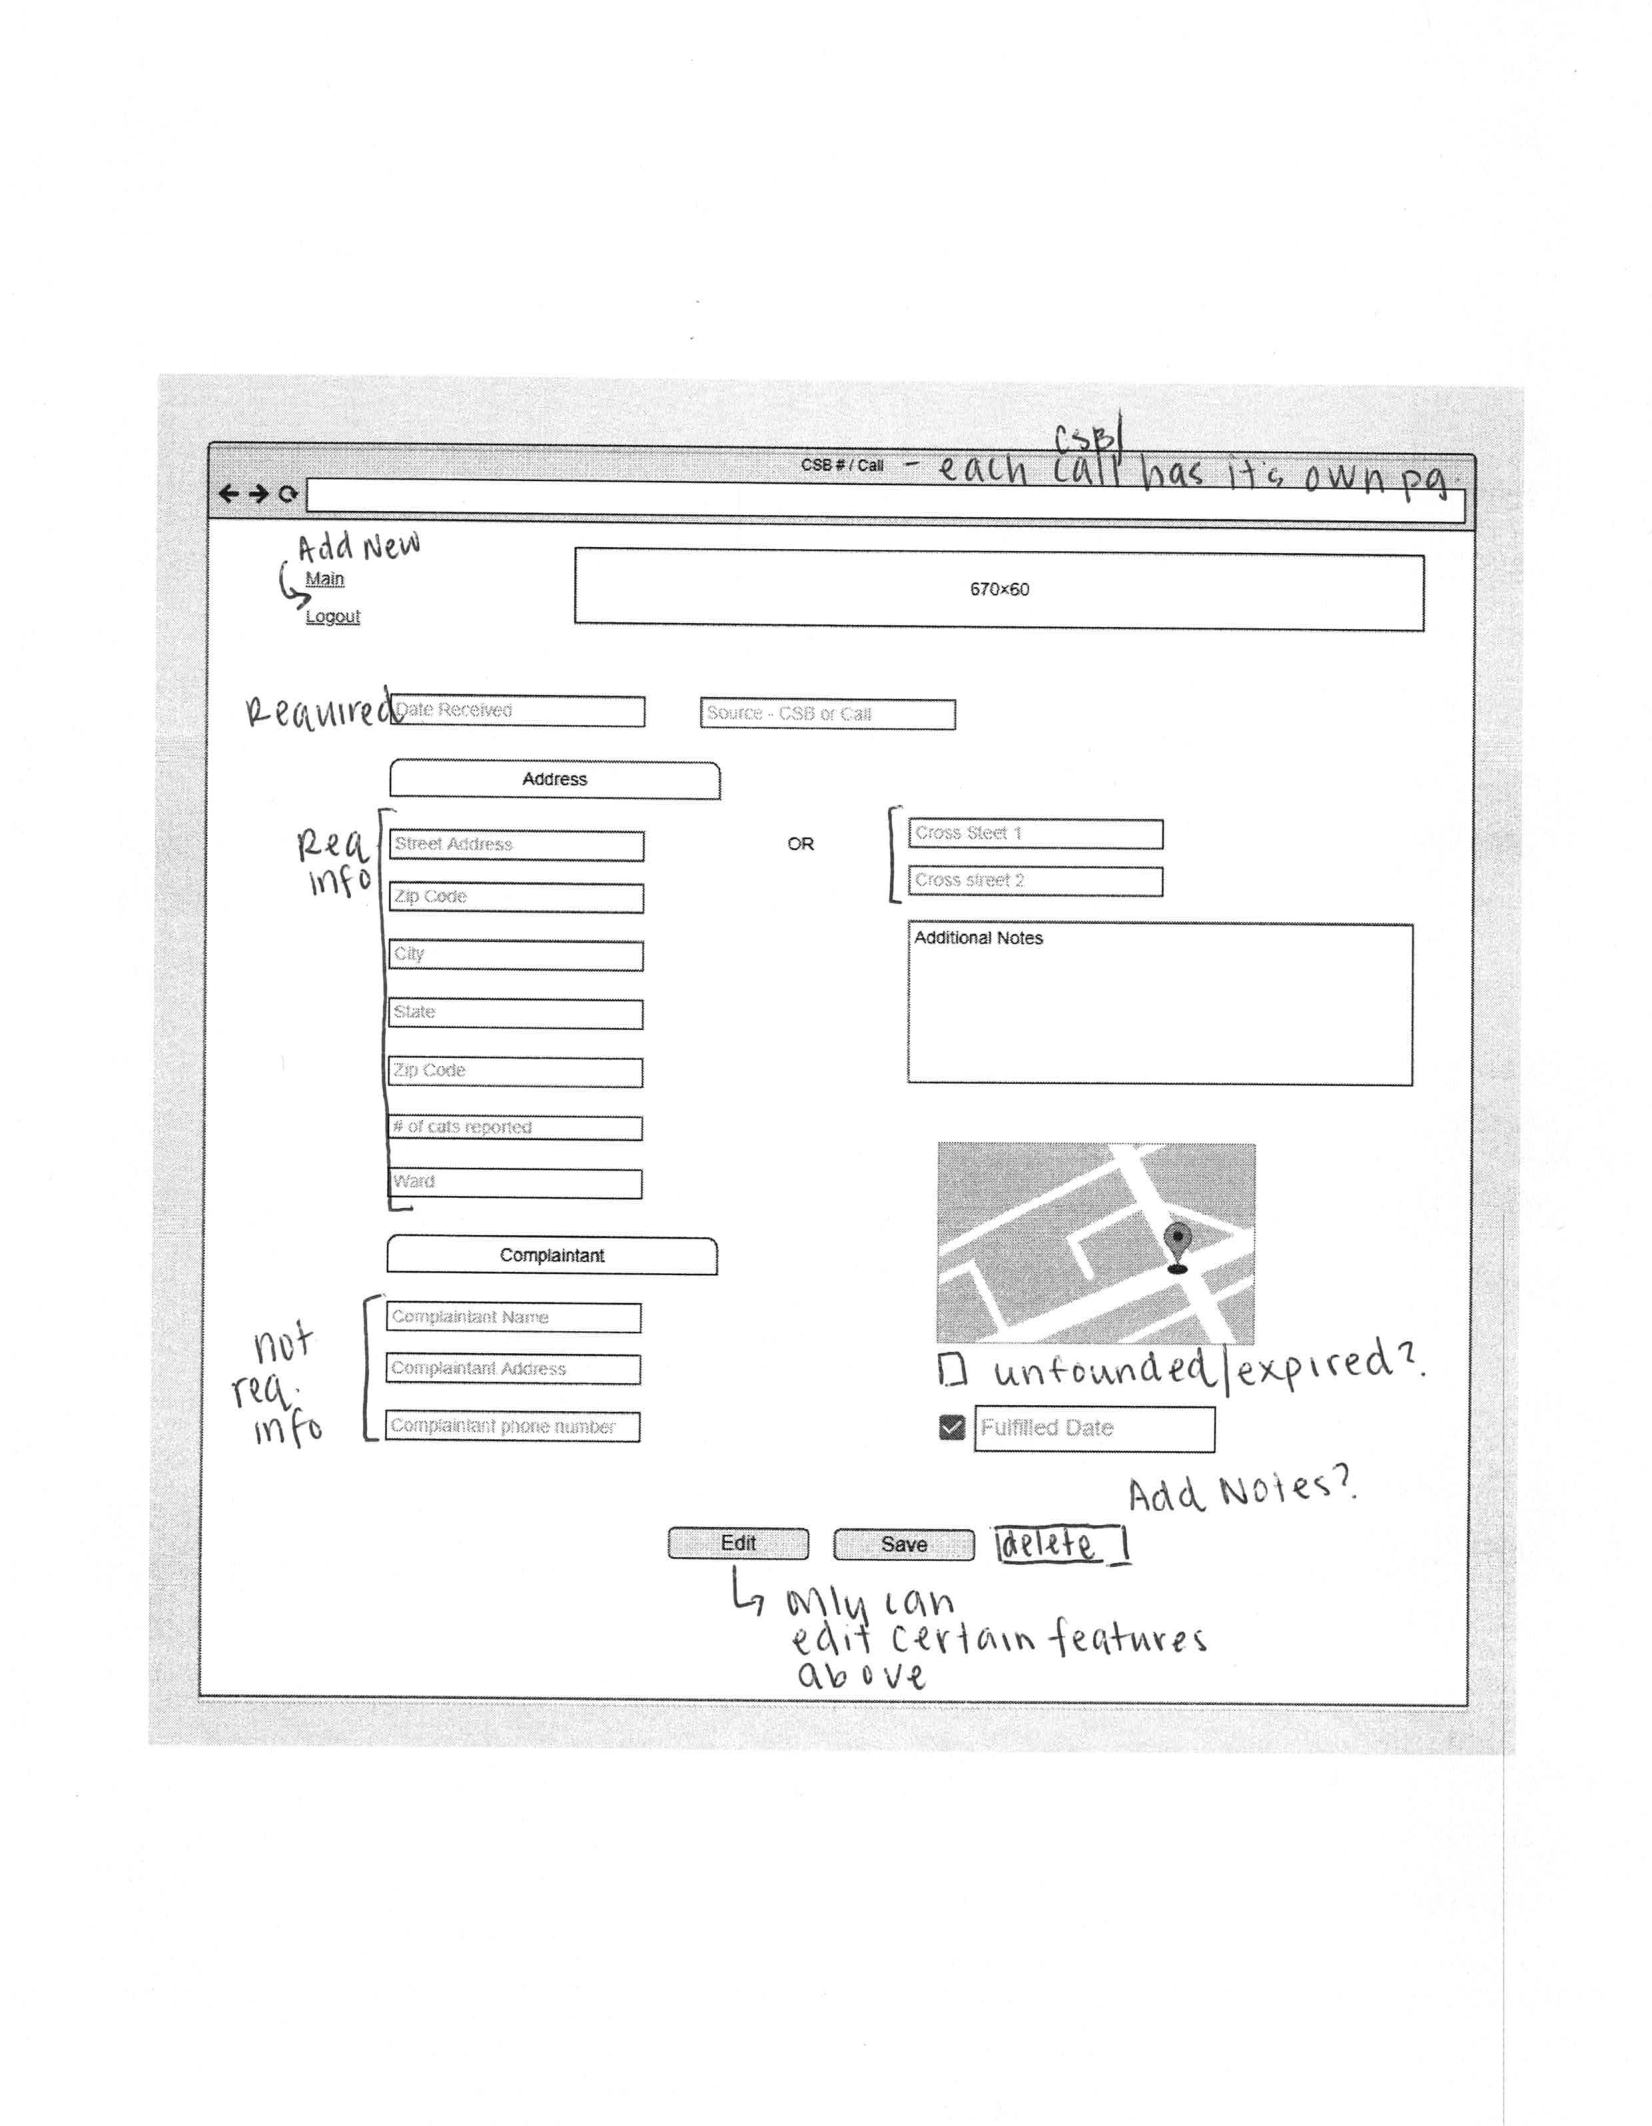 CSB/
CSB # / Call - each call has it's own pg.
Add New
Main
Logout
670×60
Required
Date Received
Source - CSB or Call
Address
Req
info
Street Address
OR
Cross Steet 1
Cross street 2
Zip Code
Additional Notes
City
State
Zip Code
# of cats reported
Ward
Complaintant
not
req.
info
Complaintant Name
Complaintant Address
Complaintant phone number
unfounded/expired?
Fulfilled Date
Add Notes?
Edit
Save
delete
only can
edit certain features
above